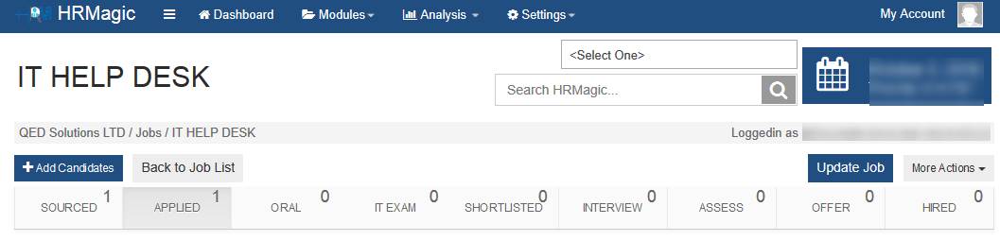 HRMagic Dashboard Modules Analysis Settings My Account
<Select One>
IT HELP DESK
Search HRMagic...
QED Solutions LTD / Jobs / IT HELP DESK Loggedin as
Add Candidates Back to Job List Update Job More Actions
SOURCED 1 APPLIED 1 ORAL 0 IT EXAM 0 SHORTLISTED 0 INTERVIEW 0 ASSESS 0 OFFER 0 HIRED 0